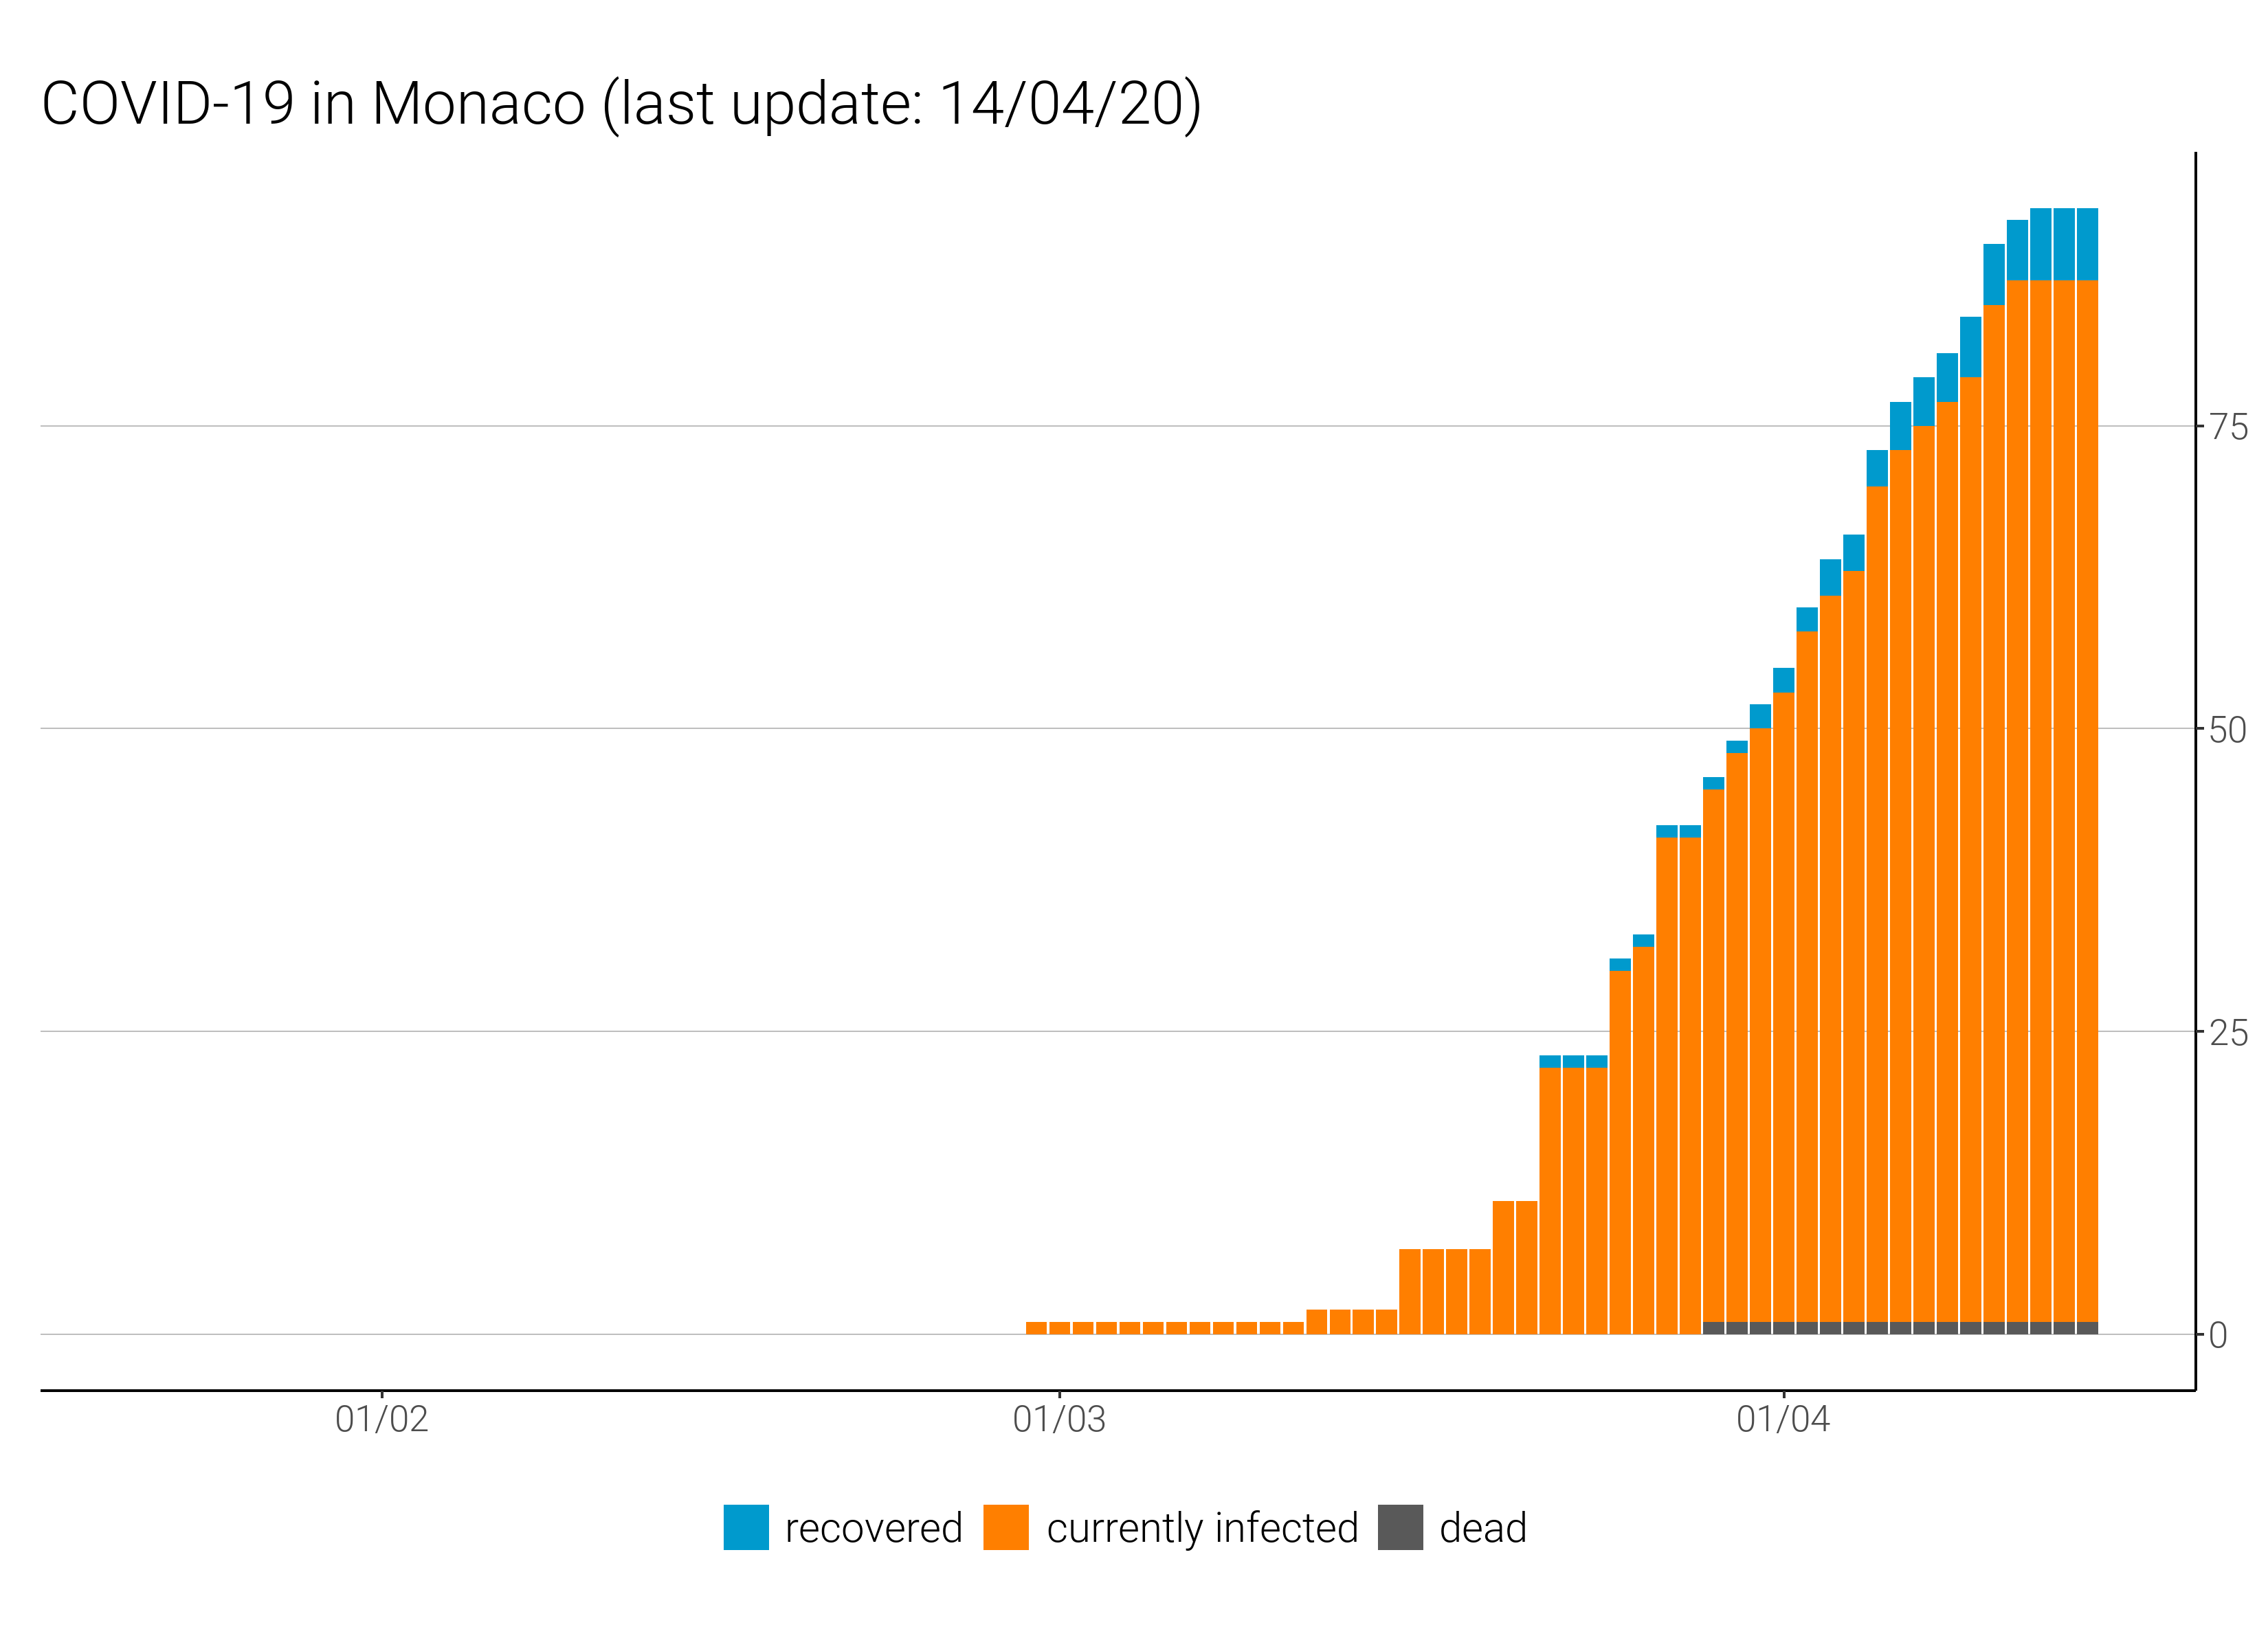 COVID-19 in Monaco (last update: 14/04/20)
75
50
25
0
01/02 01/03 01/04
recovered currently infected dead